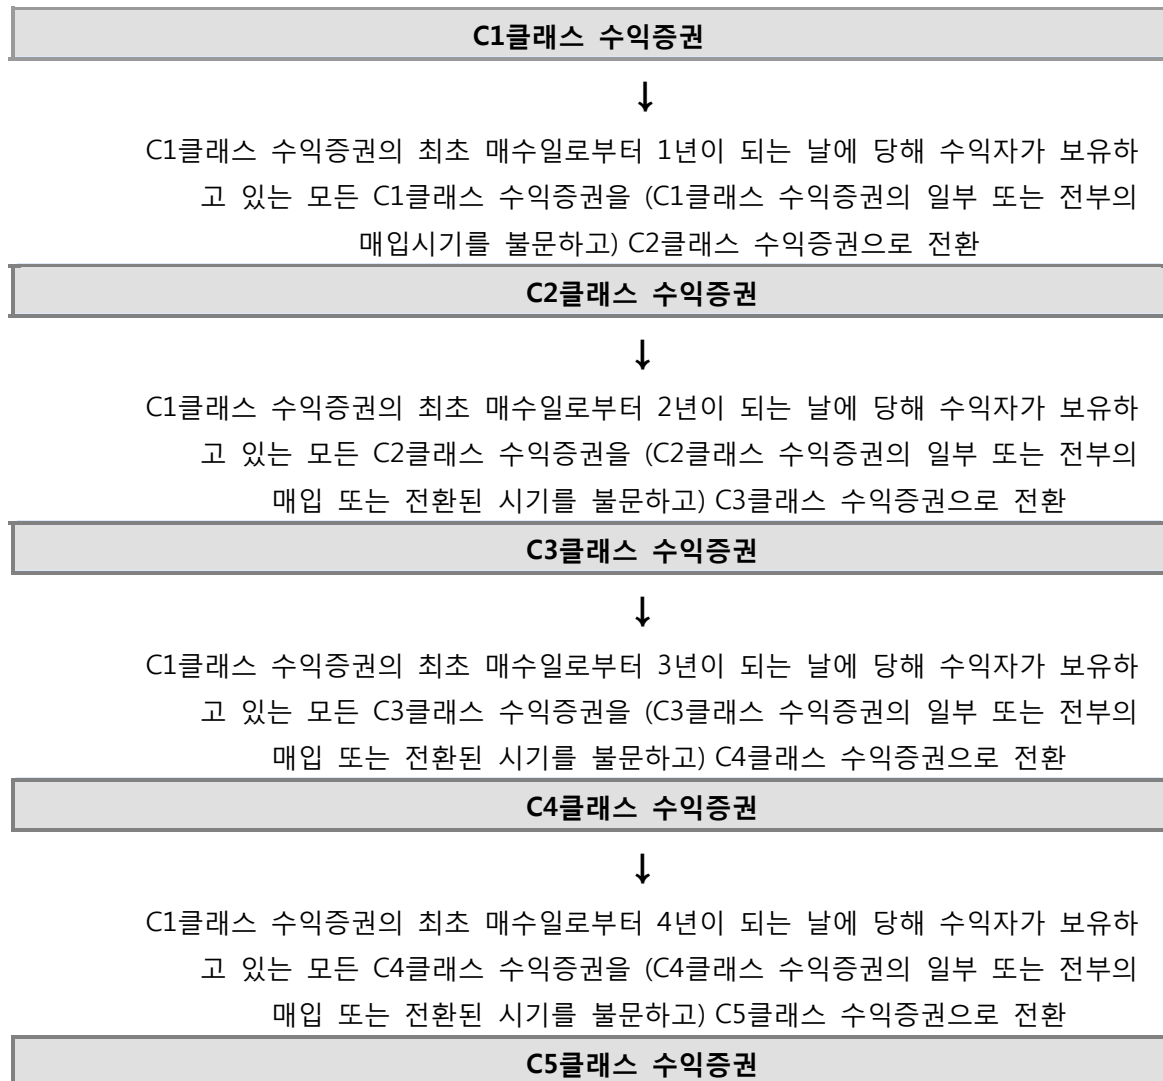 C1클래스 수익증권
↓
C1클래스 수익증권의 최초 매수일로부터 1년이 되는 날에 당해 수익자가 보유하
고 있는 모든 C1클래스 수익증권을 (C1클래스 수익증권의 일부 또는 전부의
매입시기를 불문하고) C2클래스 수익증권으로 전환
C2클래스 수익증권
↓
C1클래스 수익증권의 최초 매수일로부터 2년이 되는 날에 당해 수익자가 보유하
고 있는 모든 C2클래스 수익증권을 (C2클래스 수익증권의 일부 또는 전부의
매입 또는 전환된 시기를 불문하고) C3클래스 수익증권으로 전환
C3클래스 수익증권
↓
C1클래스 수익증권의 최초 매수일로부터 3년이 되는 날에 당해 수익자가 보유하
고 있는 모든 C3클래스 수익증권을 (C3클래스 수익증권의 일부 또는 전부의
매입 또는 전환된 시기를 불문하고) C4클래스 수익증권으로 전환
C4클래스 수익증권
↓
C1클래스 수익증권의 최초 매수일로부터 4년이 되는 날에 당해 수익자가 보유하
고 있는 모든 C4클래스 수익증권을 (C4클래스 수익증권의 일부 또는 전부의
매입 또는 전환된 시기를 불문하고) C5클래스 수익증권으로 전환
C5클래스 수익증권